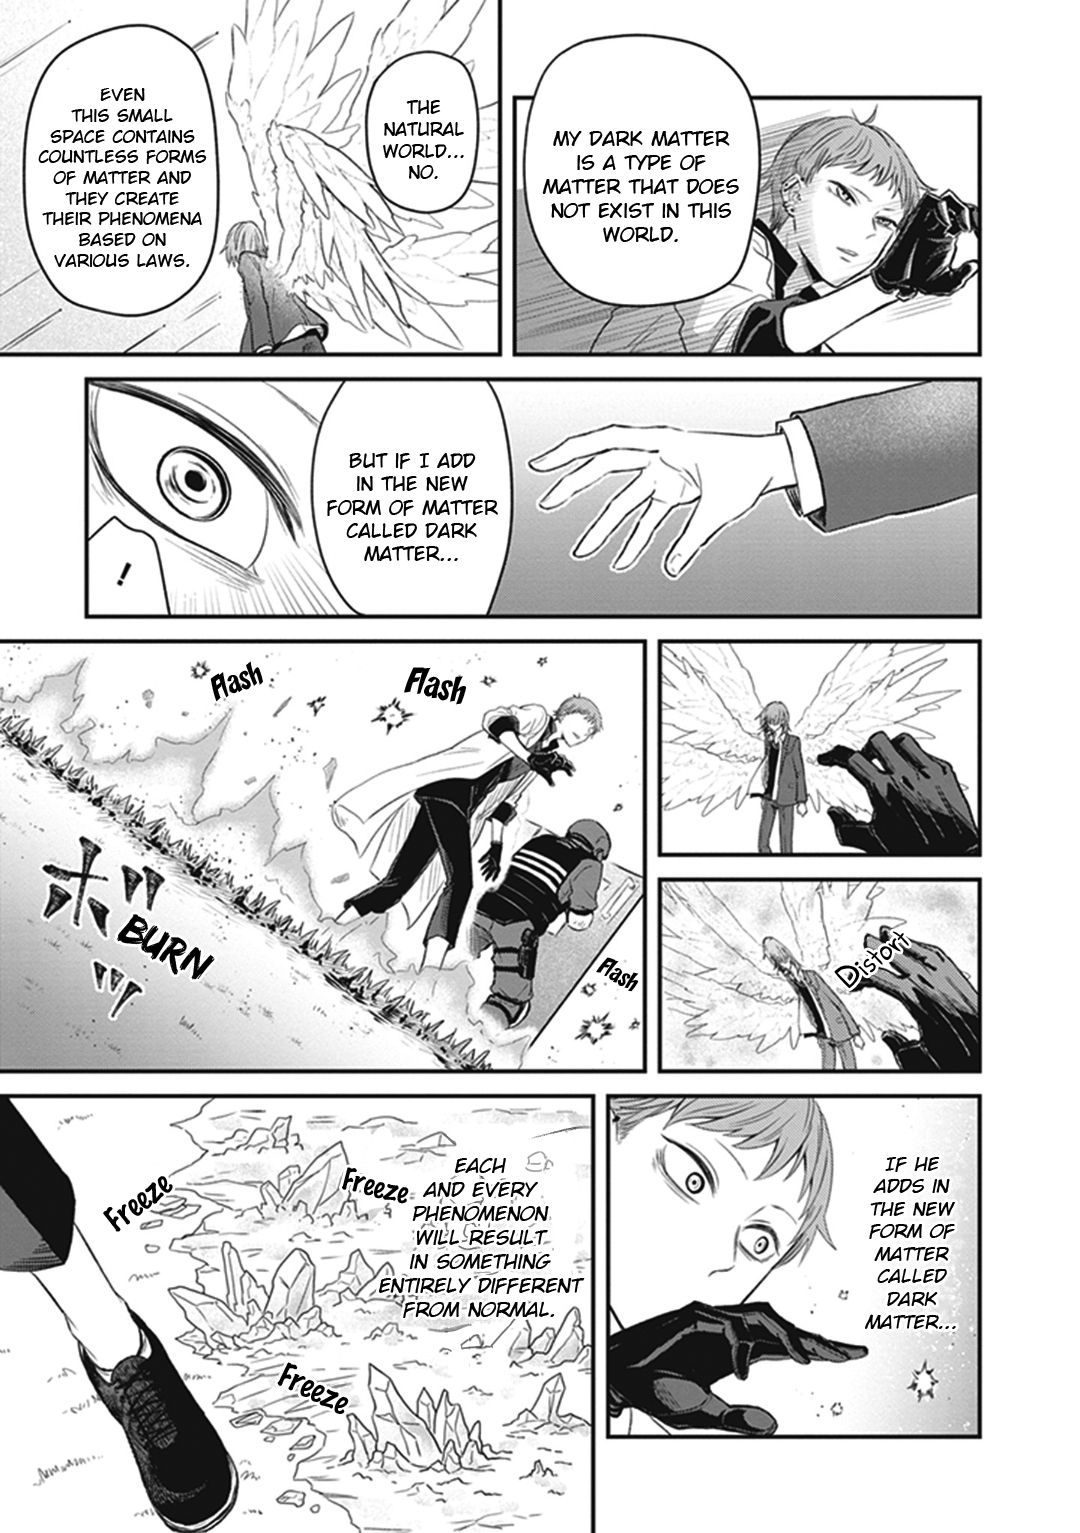 MY DARK MATTER
IS A TYPE OF
MATTER THAT DOES
NOT EXIST IN THIS
WORLD.
THE
NATURAL
WORLD...
NO.
EVEN
THIS SMALL
SPACE CONTAINS
COUNTLESS FORMS
OF MATTER AND
THEY CREATE
THEIR PHENOMENA
BASED ON
VARIOUS LAWS.
BUT IF I ADD
IN THE NEW
FORM OF MATTER
CALLED DARK
MATTER...
!
Distort
Flash
Flash
Flash
ボッ
BURN
IF HE
ADDS IN
THE NEW
FORM OF
MATTER
CALLED
DARK
MATTER...
EACH
AND EVERY
PHENOMENON
WILL RESULT
IN SOMETHING
ENTIRELY DIFFERENT
FROM NORMAL.
Freeze
Freeze
Freeze